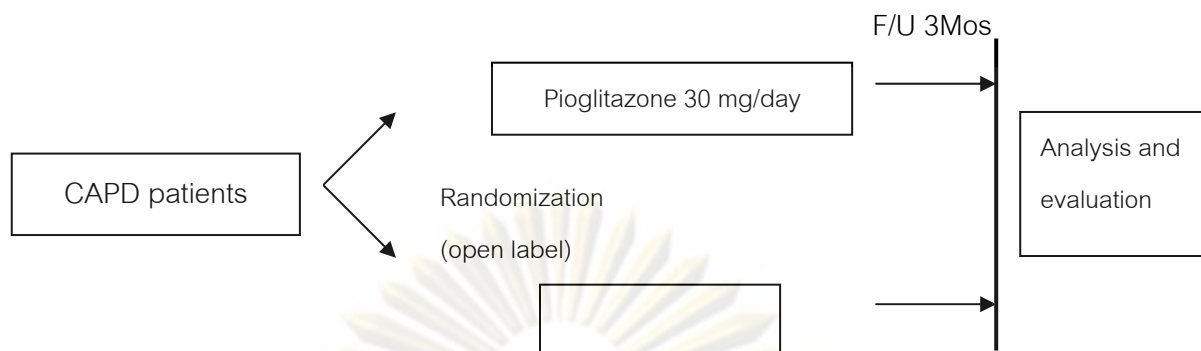 F/U 3Mos
Pioglitazone 30 mg/day
CAPD patients
Randomization
(open label)
Analysis and
evaluation